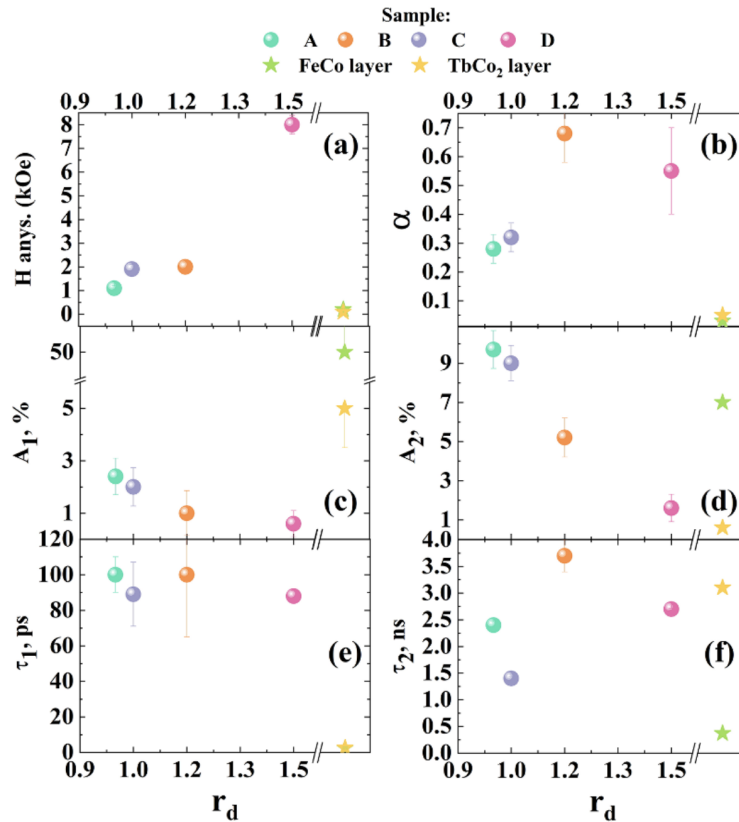 Sample:
A B C D
FeCo layer TbCo₂ layer
0.9 1.0 1.2 1.3 1.5
0.9 1.0 1.2 1.3 1.5
(a)
H anys. (kOe)
8
7
6
5
4
3
2
1
0
(b)
α
0.7
0.6
0.5
0.4
0.3
0.2
0.1
(c)
A₁, %
50
5
3
1
(d)
A₂, %
9
7
5
3
1
(e)
τ₁, ps
120
100
80
60
40
20
0
0.9 1.0 1.2 1.3 1.5
r_d
(f)
τ₂, ns
4.0
3.5
3.0
2.5
2.0
1.5
1.0
0.5
0.0
0.9 1.0 1.2 1.3 1.5
r_d